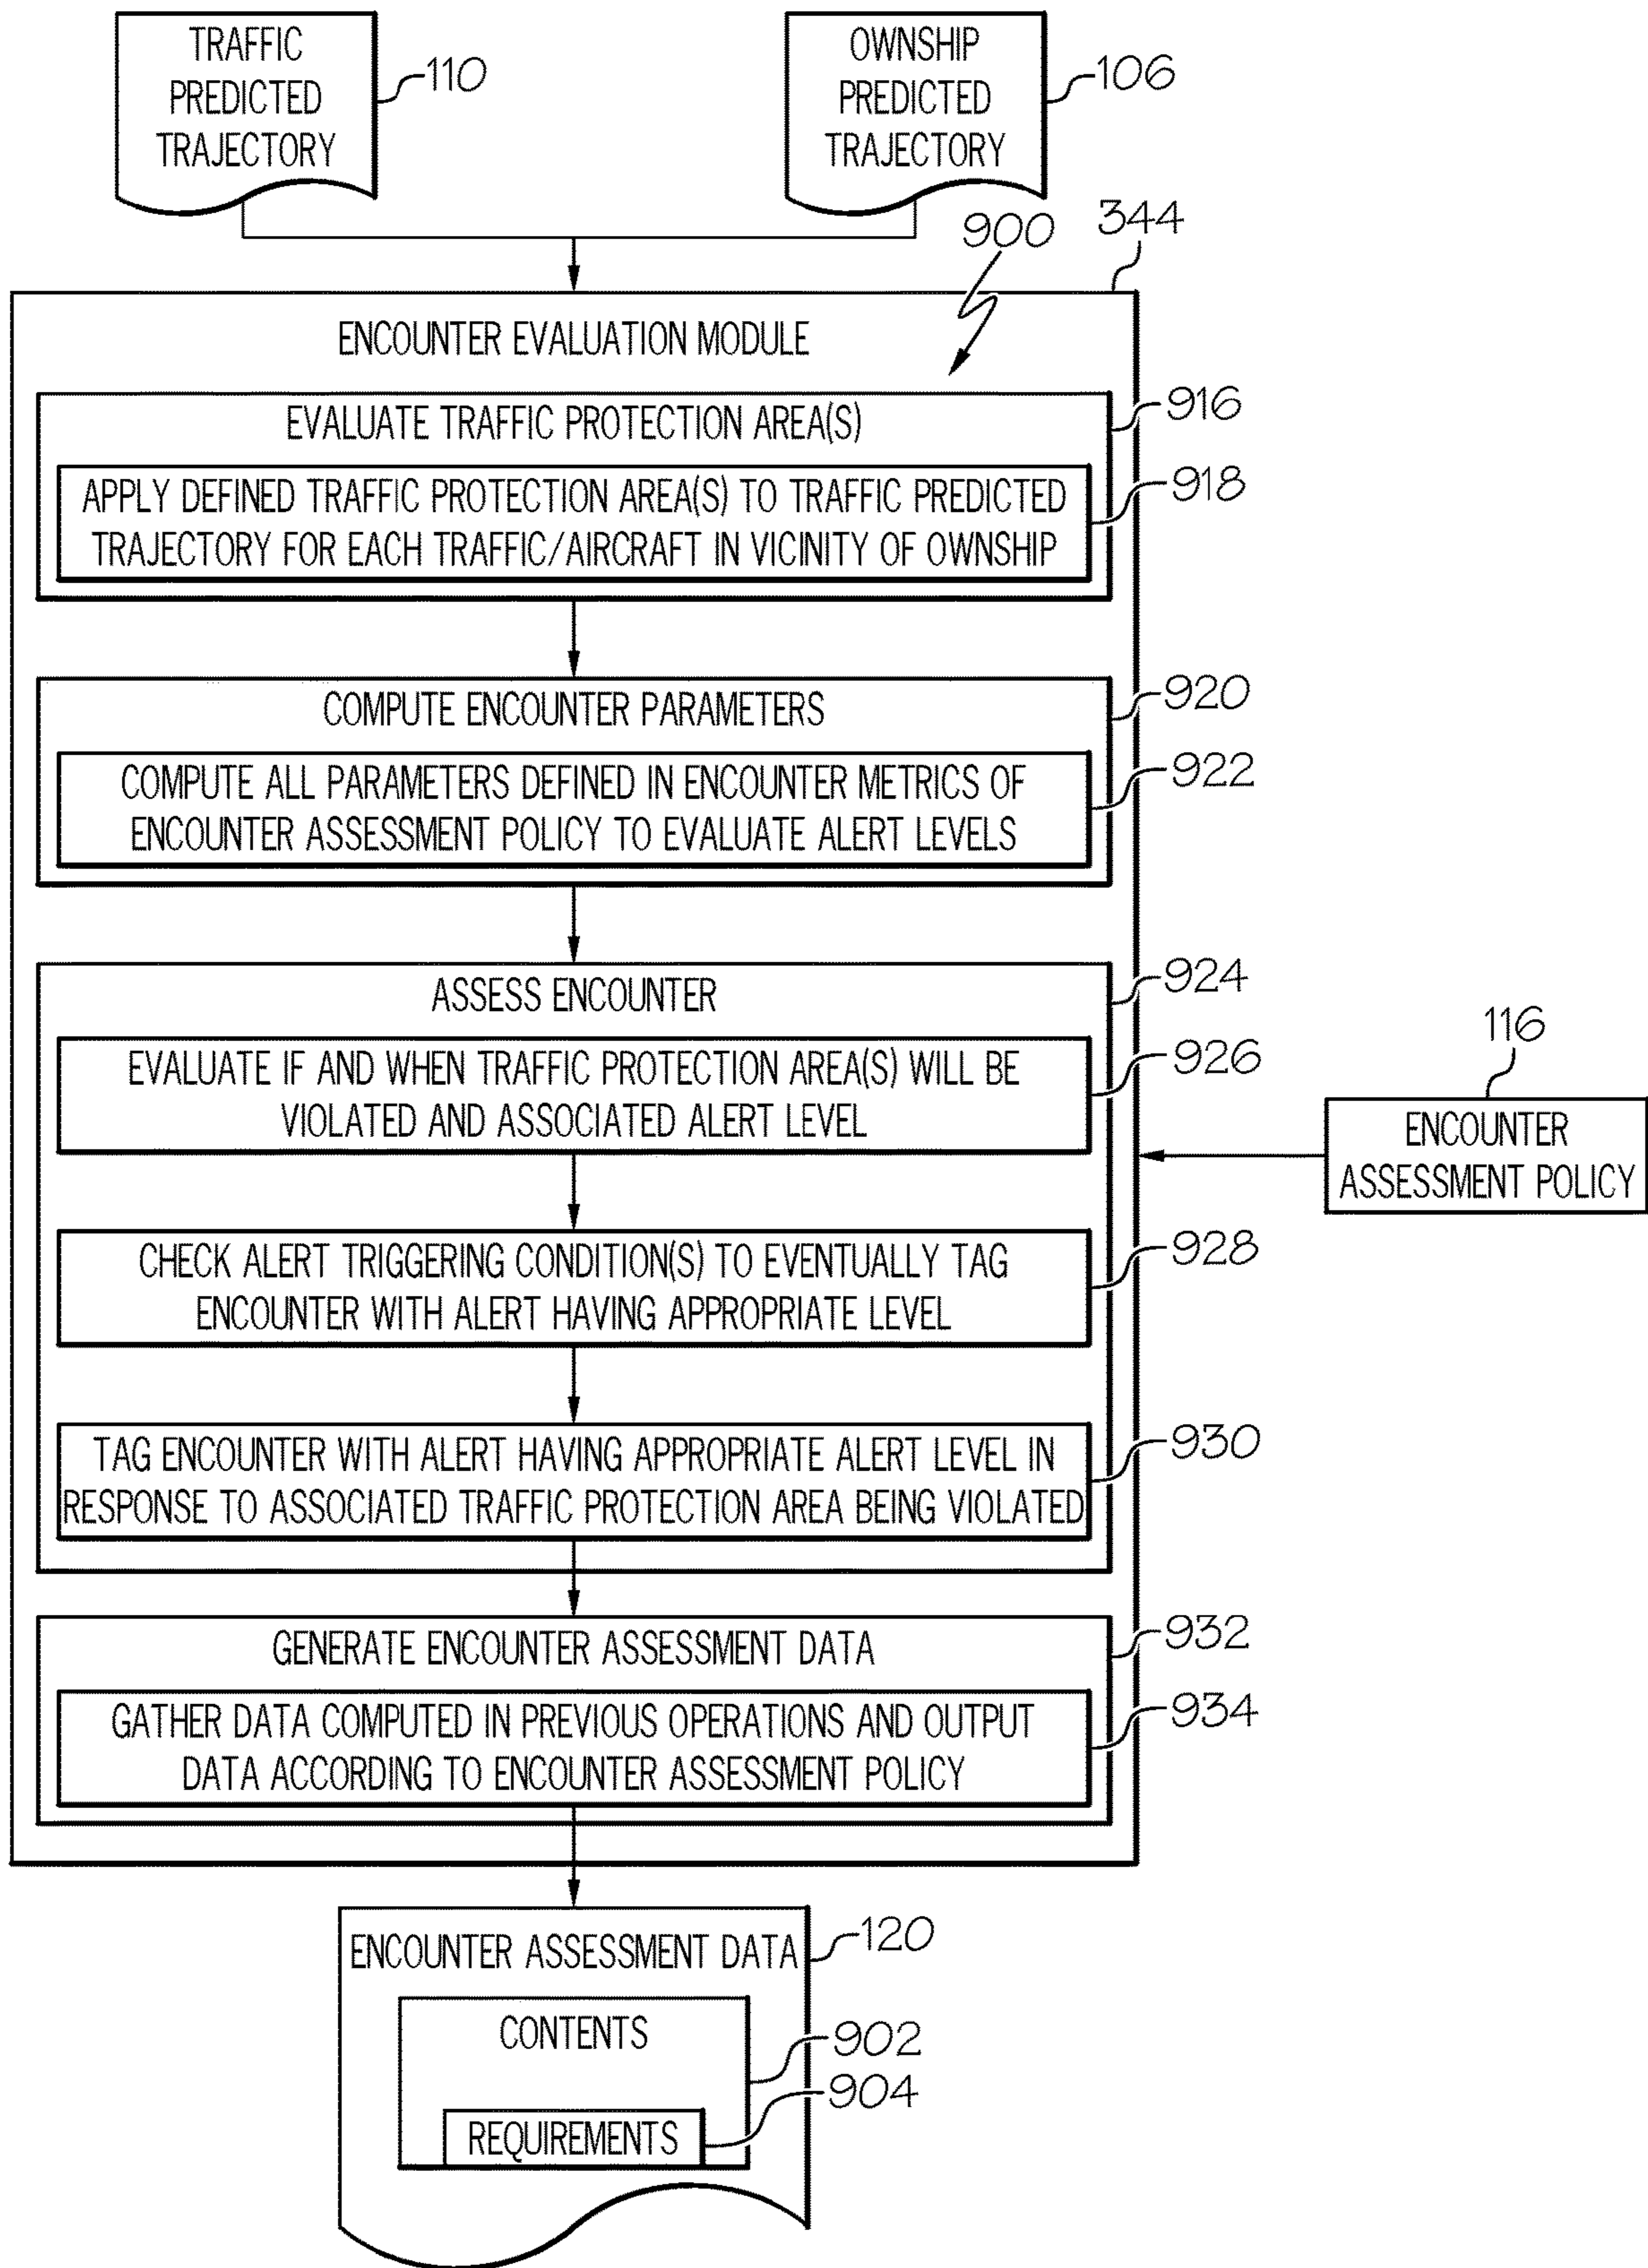 TRAFFIC
PREDICTED
TRAJECTORY
110
OWNSHIP
PREDICTED
TRAJECTORY
106
900
344
ENCOUNTER EVALUATION MODULE
EVALUATE TRAFFIC PROTECTION AREA(S)
916
APPLY DEFINED TRAFFIC PROTECTION AREA(S) TO TRAFFIC PREDICTED
TRAJECTORY FOR EACH TRAFFIC/AIRCRAFT IN VICINITY OF OWNSHIP
918
COMPUTE ENCOUNTER PARAMETERS
920
COMPUTE ALL PARAMETERS DEFINED IN ENCOUNTER METRICS OF
ENCOUNTER ASSESSMENT POLICY TO EVALUATE ALERT LEVELS
922
ASSESS ENCOUNTER
924
EVALUATE IF AND WHEN TRAFFIC PROTECTION AREA(S) WILL BE
VIOLATED AND ASSOCIATED ALERT LEVEL
926
116
ENCOUNTER
ASSESSMENT POLICY
CHECK ALERT TRIGGERING CONDITION(S) TO EVENTUALLY TAG
ENCOUNTER WITH ALERT HAVING APPROPRIATE LEVEL
928
TAG ENCOUNTER WITH ALERT HAVING APPROPRIATE ALERT LEVEL IN
RESPONSE TO ASSOCIATED TRAFFIC PROTECTION AREA BEING VIOLATED
930
GENERATE ENCOUNTER ASSESSMENT DATA
932
GATHER DATA COMPUTED IN PREVIOUS OPERATIONS AND OUTPUT
DATA ACCORDING TO ENCOUNTER ASSESSMENT POLICY
934
ENCOUNTER ASSESSMENT DATA
120
CONTENTS
902
904
REQUIREMENTS